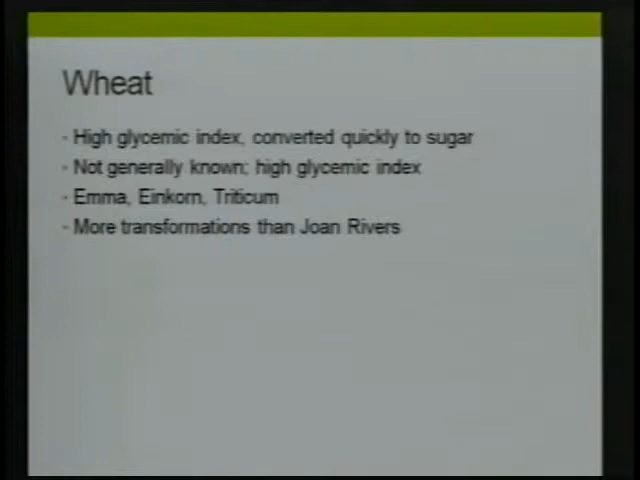 Wheat
- High glycemic index, converted quickly to sugar
- Not generally known; high glycemic index
- Emma, Einkorn, Triticum
- More transformations than Joan Rivers